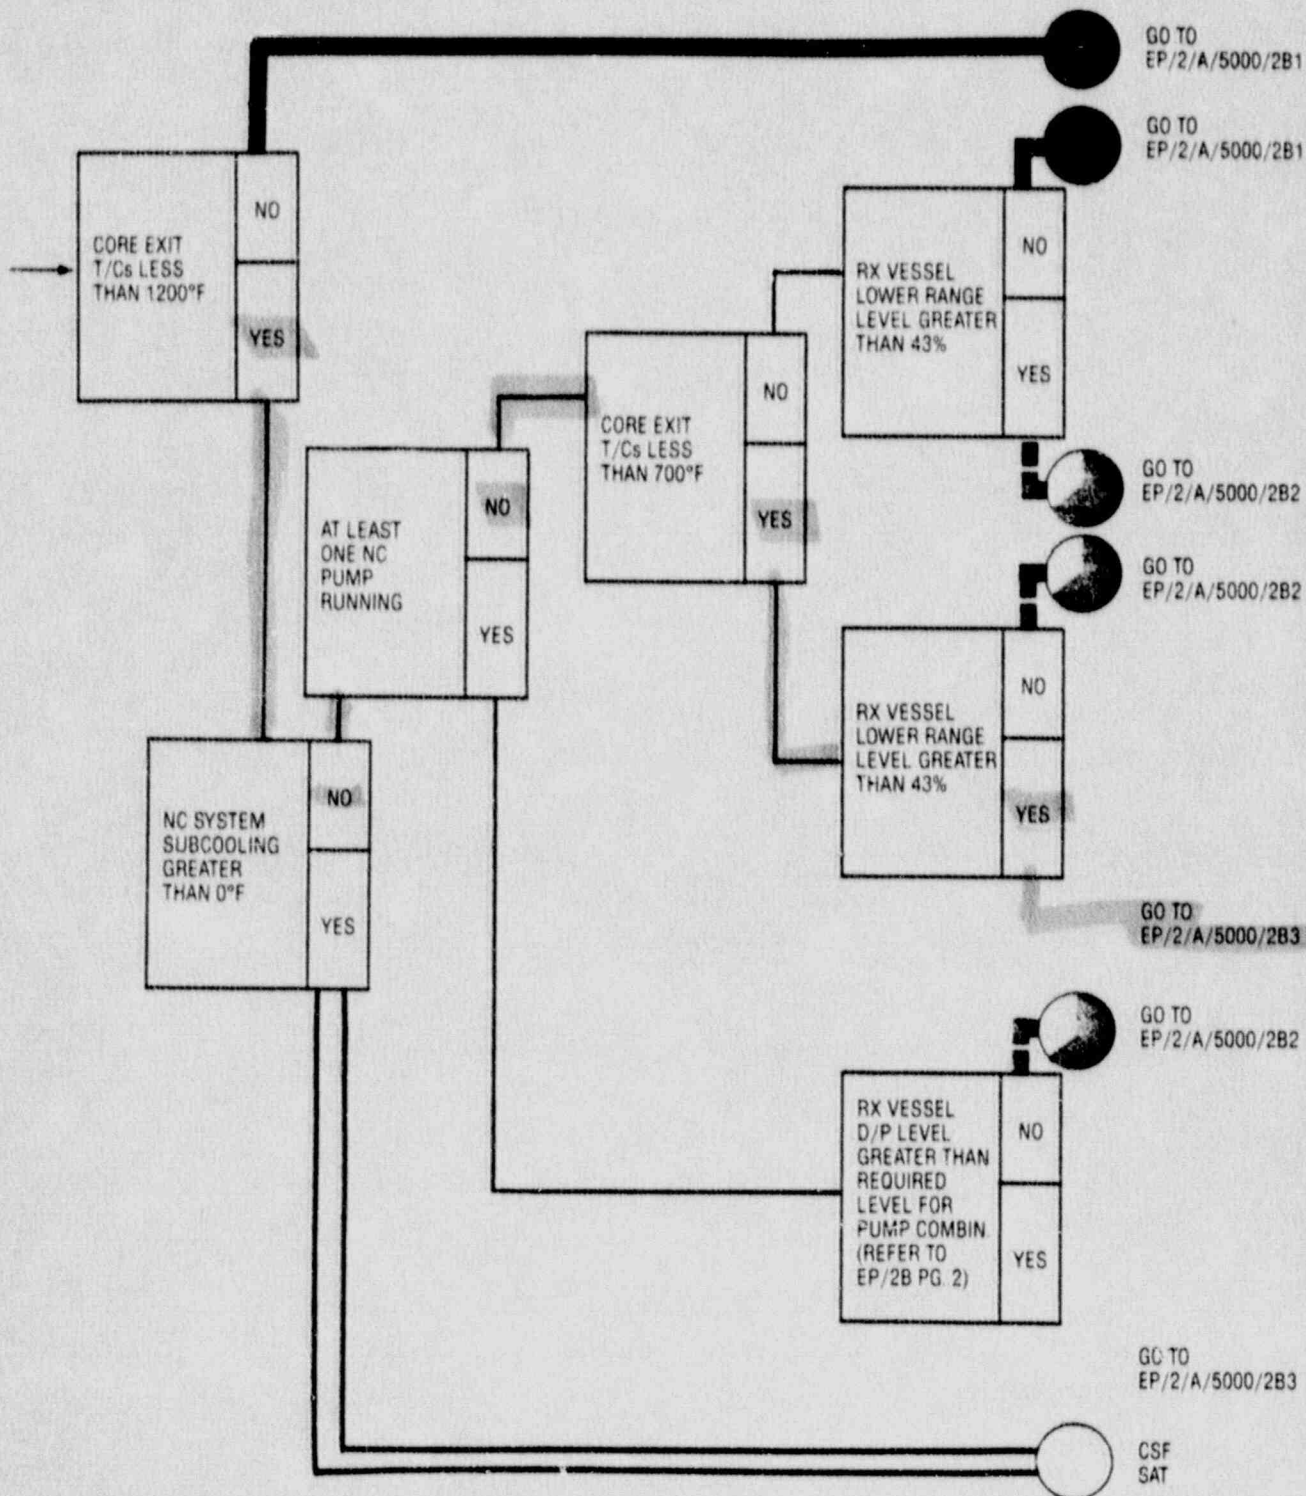 GO TO
EP/2/A/5000/2B1
GO TO
EP/2/A/5000/2B1
CORE EXIT
T/Cs LESS
THAN 1200°F
NO
YES
RX VESSEL
LOWER RANGE
LEVEL GREATER
THAN 43%
NO
YES
CORE EXIT
T/Cs LESS
THAN 700°F
NO
YES
GO TO
EP/2/A/5000/2B2
AT LEAST
ONE NC
PUMP
RUNNING
NO
YES
GO TO
EP/2/A/5000/2B2
RX VESSEL
LOWER RANGE
LEVEL GREATER
THAN 43%
NO
YES
NC SYSTEM
SUBCOOLING
GREATER
THAN 0°F
NO
YES
GO TO
EP/2/A/5000/2B3
GO TO
EP/2/A/5000/2B2
RX VESSEL
D/P LEVEL
GREATER THAN
REQUIRED
LEVEL FOR
PUMP COMBIN.
(REFER TO
EP/2B PG. 2)
NO
YES
GO TO
EP/2/A/5000/2B3
CSF
SAT